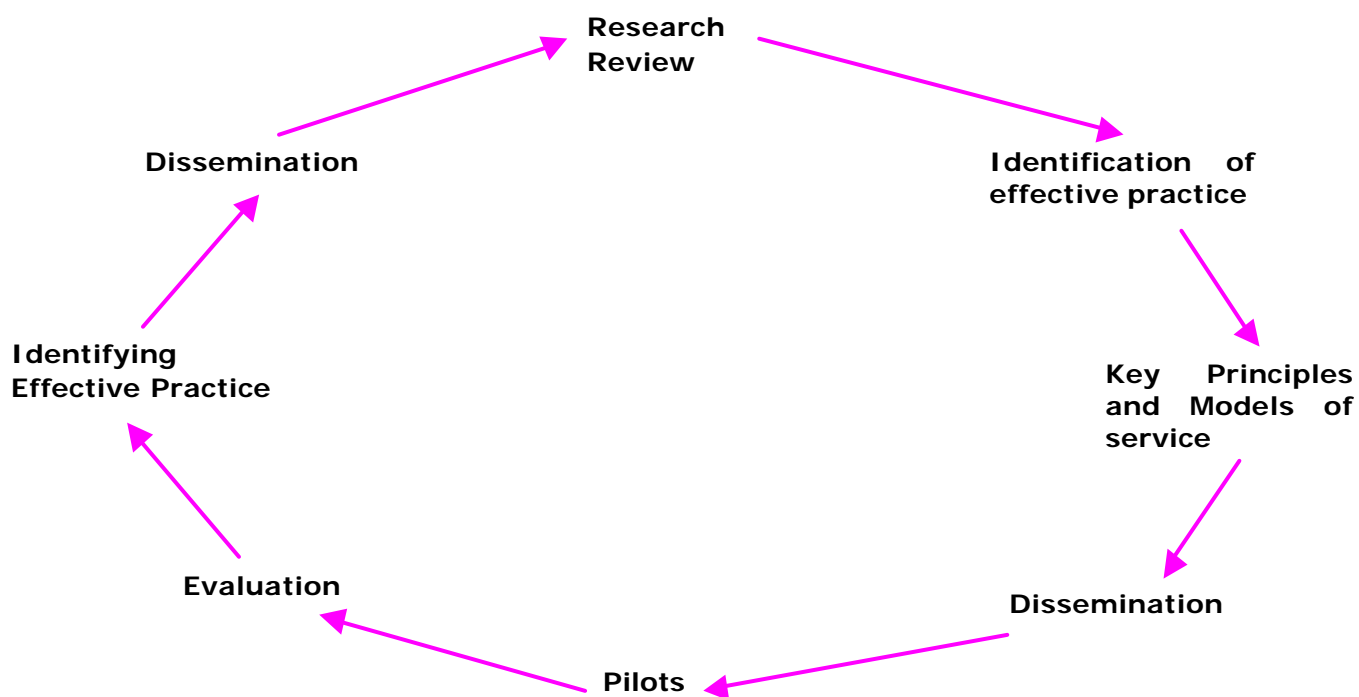 Research
Review
Identification of
effective practice
Key Principles
and Models of
service
Dissemination
Pilots
Evaluation
Identifying
Effective Practice
Dissemination